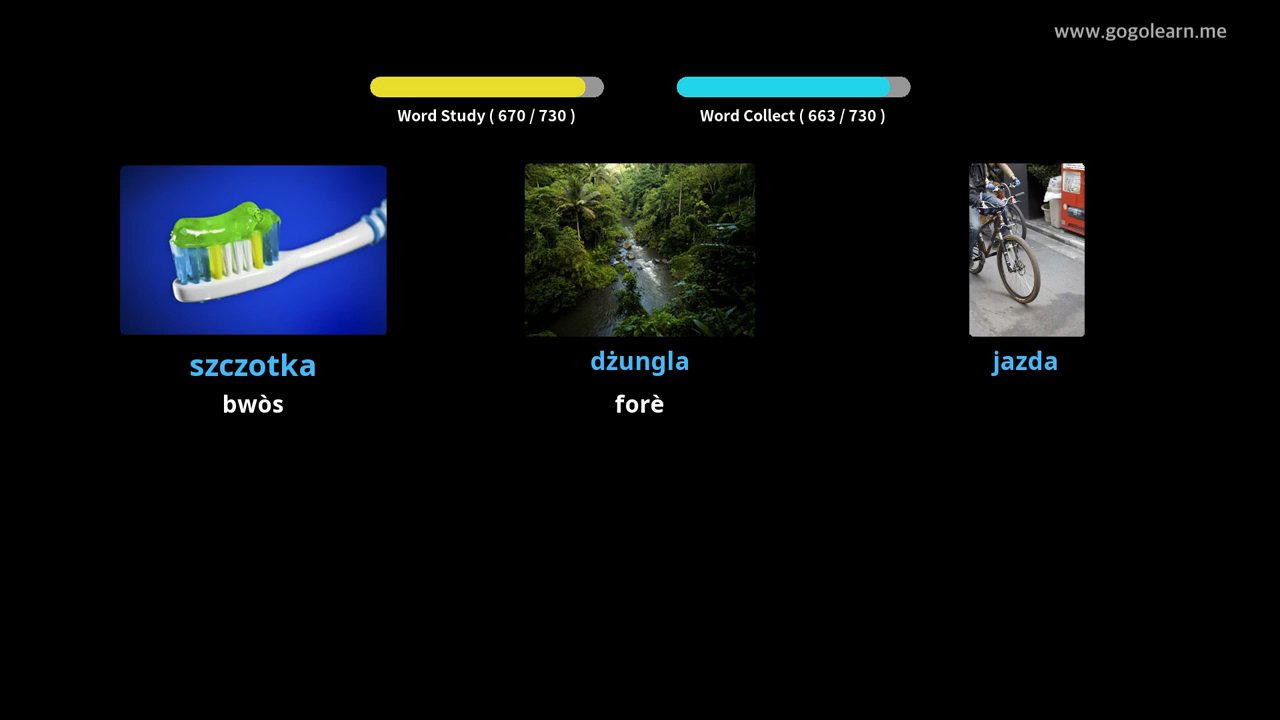 www.gogolearn.me
Word Study ( 670 / 730 )
Word Collect ( 663 / 730 )
szczotka
bwòs
dżungla
forè
jazda